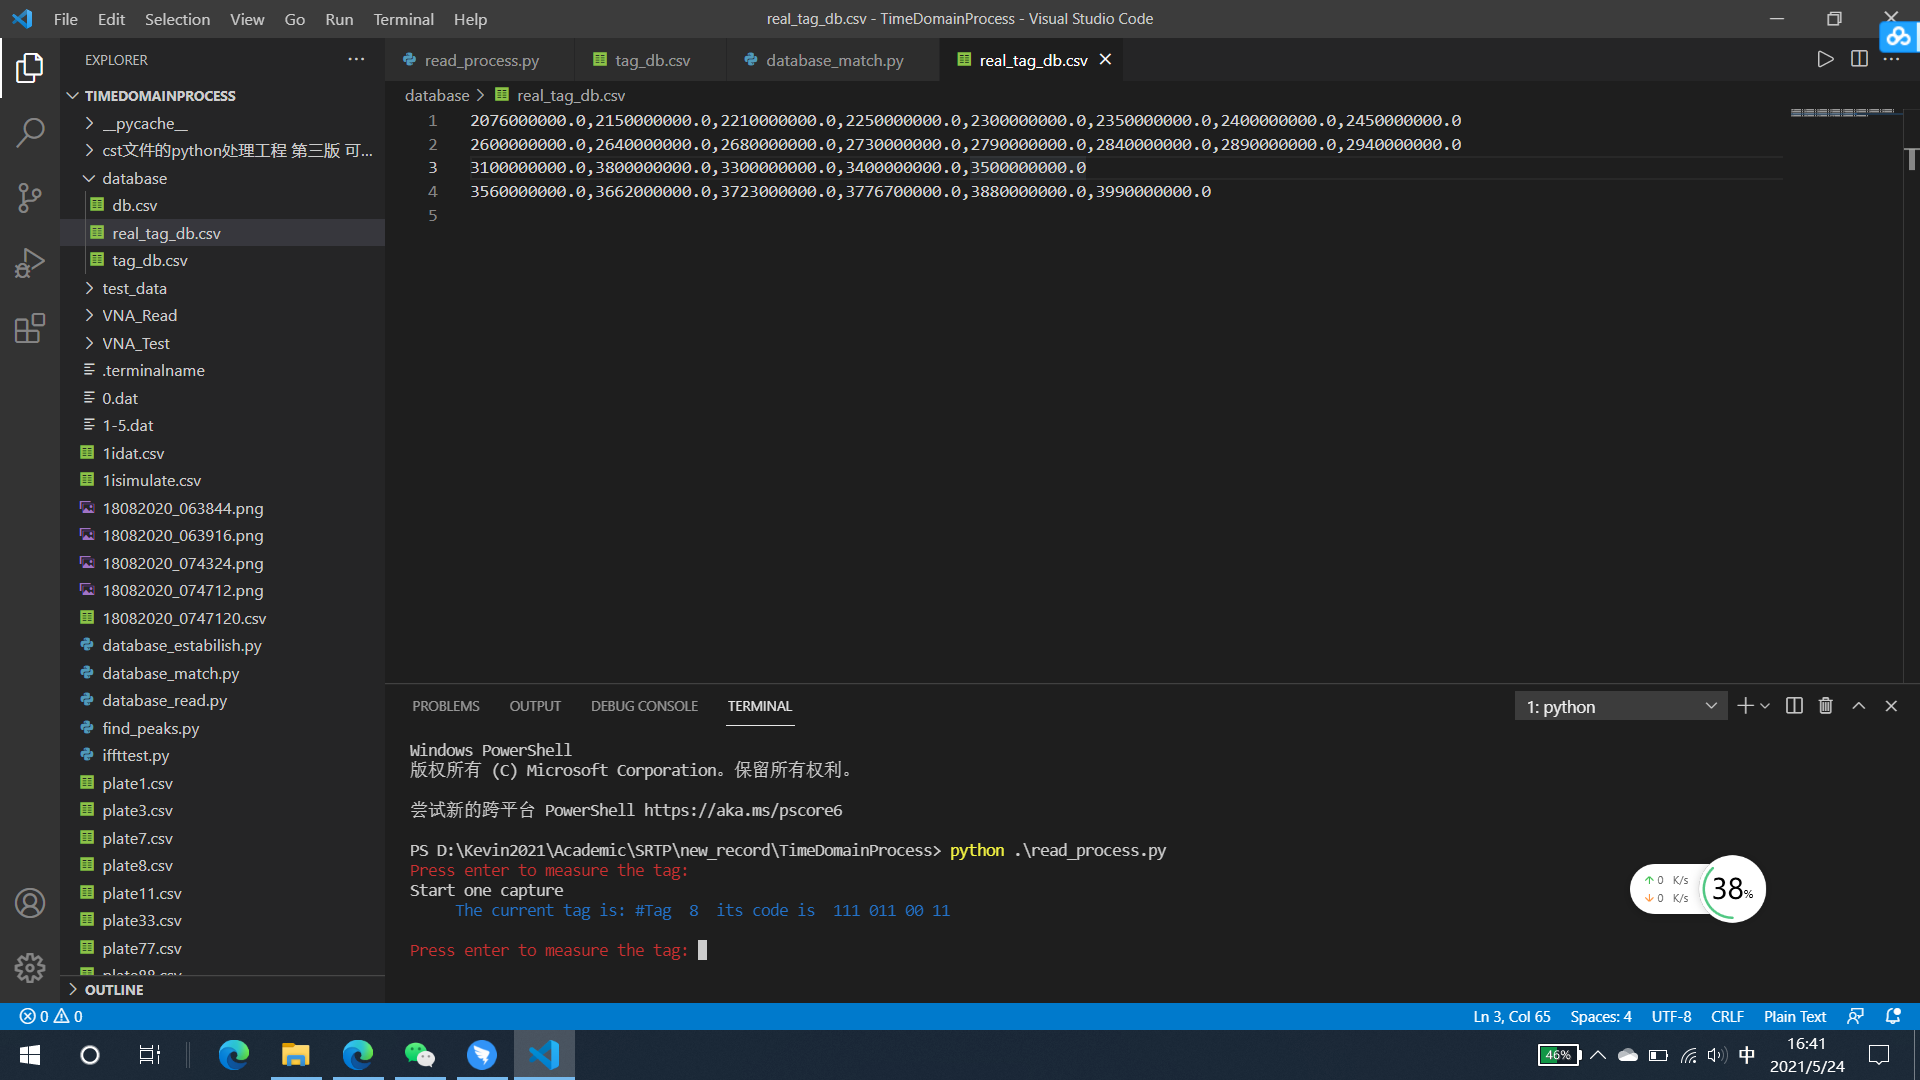 File Edit Selection View Go Run Terminal Help
real_tag_db.csv - TimeDomainProcess - Visual Studio Code
EXPLORER
TIMEDOMAINPROCESS
__pycache__
cst文件的python处理工程 第三版 可...
database
db.csv
real_tag_db.csv
tag_db.csv
test_data
VNA_Read
VNA_Test
.terminalname
0.dat
1-5.dat
1idat.csv
1isimulate.csv
18082020_063844.png
18082020_063916.png
18082020_074324.png
18082020_074712.png
18082020_0747120.csv
database_estabilish.py
database_match.py
database_read.py
find_peaks.py
iffttest.py
plate1.csv
plate3.csv
plate7.csv
plate8.csv
plate11.csv
plate33.csv
plate77.csv
plate88.csv
OUTLINE
read_process.py
tag_db.csv
database_match.py
real_tag_db.csv
database > real_tag_db.csv
1 2076000000.0,2150000000.0,2210000000.0,2250000000.0,2300000000.0,2350000000.0,2400000000.0,2450000000.0
2 2600000000.0,2640000000.0,2680000000.0,2730000000.0,2790000000.0,2840000000.0,2890000000.0,2940000000.0
3 3100000000.0,3800000000.0,3300000000.0,3400000000.0,3500000000.0
4 3560000000.0,3662000000.0,3723000000.0,3776700000.0,3880000000.0,3990000000.0
5
PROBLEMS OUTPUT DEBUG CONSOLE TERMINAL
1: python
Windows PowerShell
版权所有 (C) Microsoft Corporation。保留所有权利。
尝试新的跨平台 PowerShell https://aka.ms/pscore6
PS D:\Kevin2021\Academic\SRTP\new_record\TimeDomainProcess> python .\read_process.py
Press enter to measure the tag:
Start one capture
The current tag is: #Tag 8 its code is 111 011 00 11
Press enter to measure the tag:
↑ 0 K/s
↓ 0 K/s
38%
0 0
Ln 3, Col 65 Spaces: 4 UTF-8 CRLF Plain Text
46%
中
16:41
2021/5/24